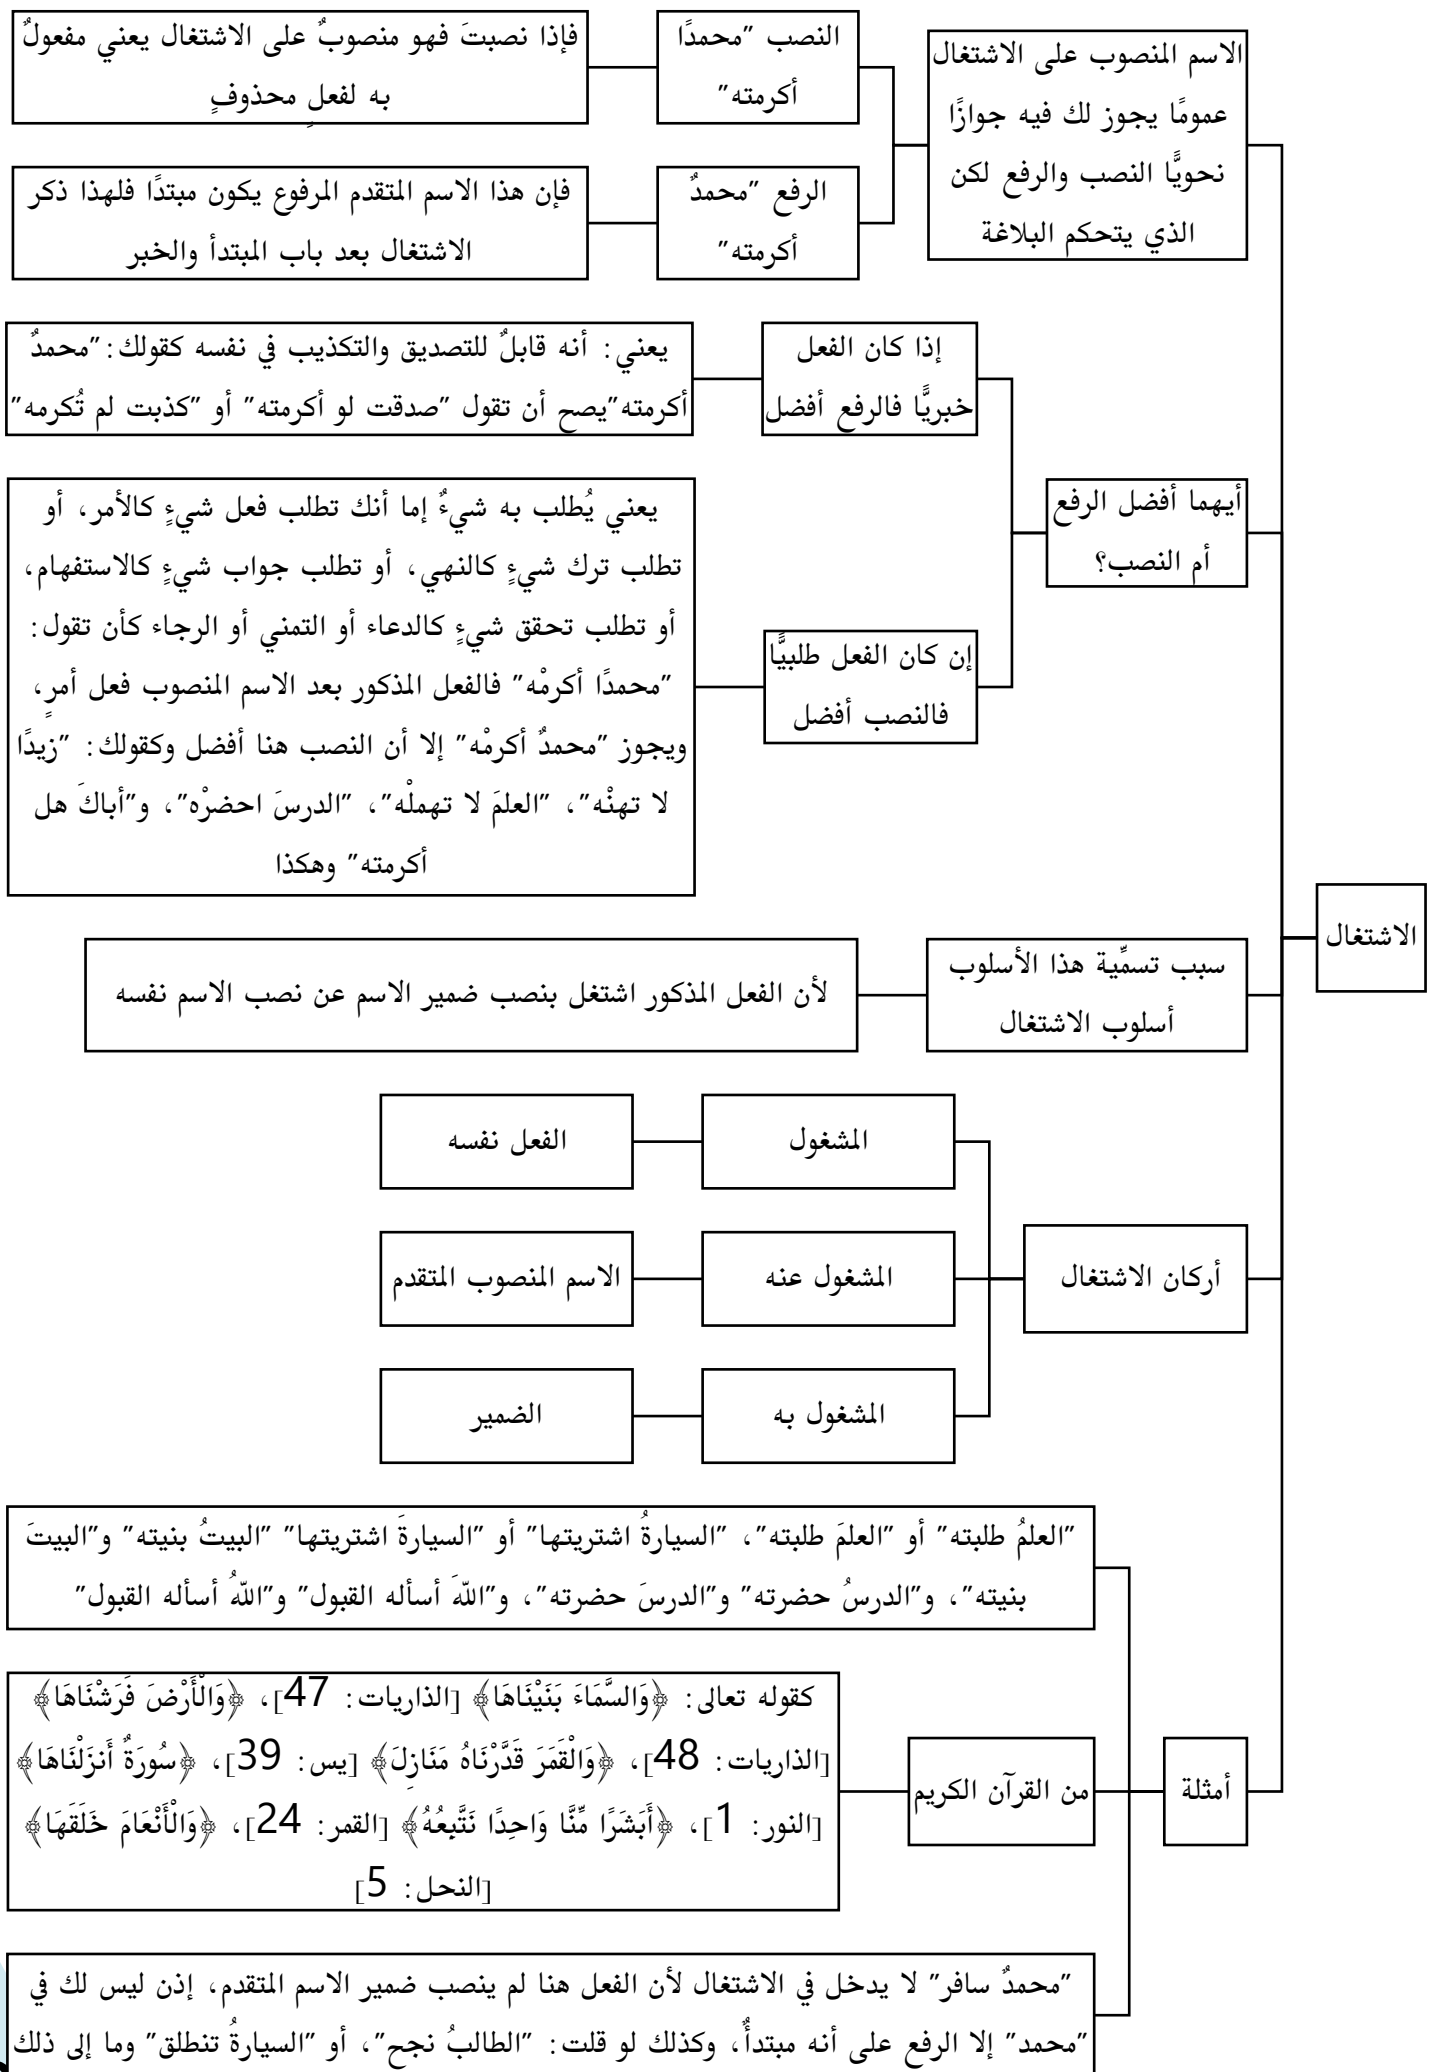 الاشتغال
الاسم المنصوب على الاشتغال
عمومًا يجوز لك فيه جوازًا
نحويًّا النصب والرفع لكن
الذي يتحكم البلاغة
النصب "محمدًا
أكرمته"
فإذا نصبتَ فهو منصوبٌ على الاشتغال يعني مفعولٌ
به لفعلٍ محذوفٍ
الرفع "محمدٌ
أكرمته"
فإن هذا الاسم المتقدم المرفوع يكون مبتدًا فلهذا ذكر
الاشتغال بعد باب المبتدأ والخبر
أيهما أفضل الرفع
أم النصب؟
إذا كان الفعل
خبريًّا فالرفع أفضل
يعني: أنه قابلٌ للتصديق والتكذيب في نفسه كقولك: "محمدٌ
أكرمته"يصح أن تقول "صدقت لو أكرمته" أو "كذبت لم تُكرمه"
إن كان الفعل طلبيًّا
فالنصب أفضل
يعني يُطلب به شيءٌ إما أنك تطلب فعل شيءٍ كالأمر، أو
تطلب ترك شيءٍ كالنهي، أو تطلب جواب شيءٍ كالاستفهام،
أو تطلب تحقق شيءٍ كالدعاء أو التمني أو الرجاء كأن تقول:
"محمدًا أكرمْه" فالفعل المذكور بعد الاسم المنصوب فعل أمرٍ،
ويجوز "محمدٌ أكرمْه" إلا أن النصب هنا أفضل وكقولك: "زيدًا
لا تهنْه"، "العلمَ لا تهملْه"، "الدرسَ احضرْه"، و"أباكَ هل
أكرمته" وهكذا
سبب تسمِّية هذا الأسلوب
أسلوب الاشتغال
لأن الفعل المذكور اشتغل بنصب ضمير الاسم عن نصب الاسم نفسه
أركان الاشتغال
المشغول
الفعل نفسه
المشغول عنه
الاسم المنصوب المتقدم
المشغول به
الضمير
أمثلة
"العلمُ طلبته" أو "العلمَ طلبته"، "السيارةُ اشتريتها" أو "السيارةَ اشتريتها" "البيتُ بنيته" و"البيتَ
بنيته"، و"الدرسُ حضرته" و"الدرسَ حضرته"، و"اللهَ أسأله القبول" و"اللهُ أسأله القبول"
من القرآن الكريم
كقوله تعالى: ﴿وَالسَّمَاءَ بَنَيْنَاهَا﴾ [الذاريات: 47]، ﴿وَالْأَرْضَ فَرَشْنَاهَا﴾
[الذاريات: 48]، ﴿وَالْقَمَرَ قَدَّرْنَاهُ مَنَازِلَ﴾ [يس: 39]، ﴿سُورَةٌ أَنزَلْنَاهَا﴾
[النور: 1]، ﴿أَبَشَرًا مِّنَّا وَاحِدًا نَتَّبِعُهُ﴾ [القمر: 24]، ﴿وَالْأَنْعَامَ خَلَقَهَا﴾
[النحل: 5]
"محمدٌ سافر" لا يدخل في الاشتغال لأن الفعل هنا لم ينصب ضمير الاسم المتقدم، إذن ليس لك في
"محمد" إلا الرفع على أنه مبتدأٌ، وكذلك لو قلت: "الطالبُ نجح"، أو "السيارةُ تنطلق" وما إلى ذلك